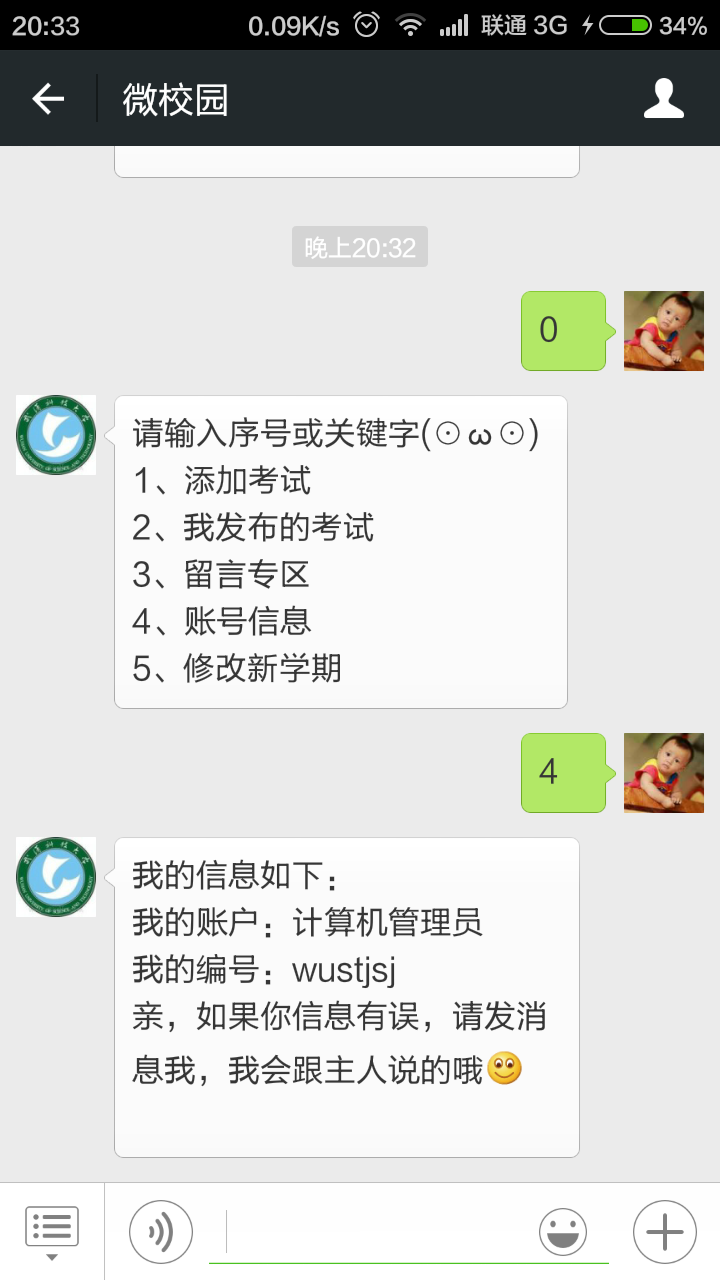 20:33 0.09K/s 联通 3G 34%
微校园
晚上20:32
0
请输入序号或关键字(⊙ω⊙)
1、添加考试
2、我发布的考试
3、留言专区
4、账号信息
5、修改新学期
4
我的信息如下：
我的账户：计算机管理员
我的编号：wustjsj
亲，如果你信息有误，请发消
息我，我会跟主人说的哦